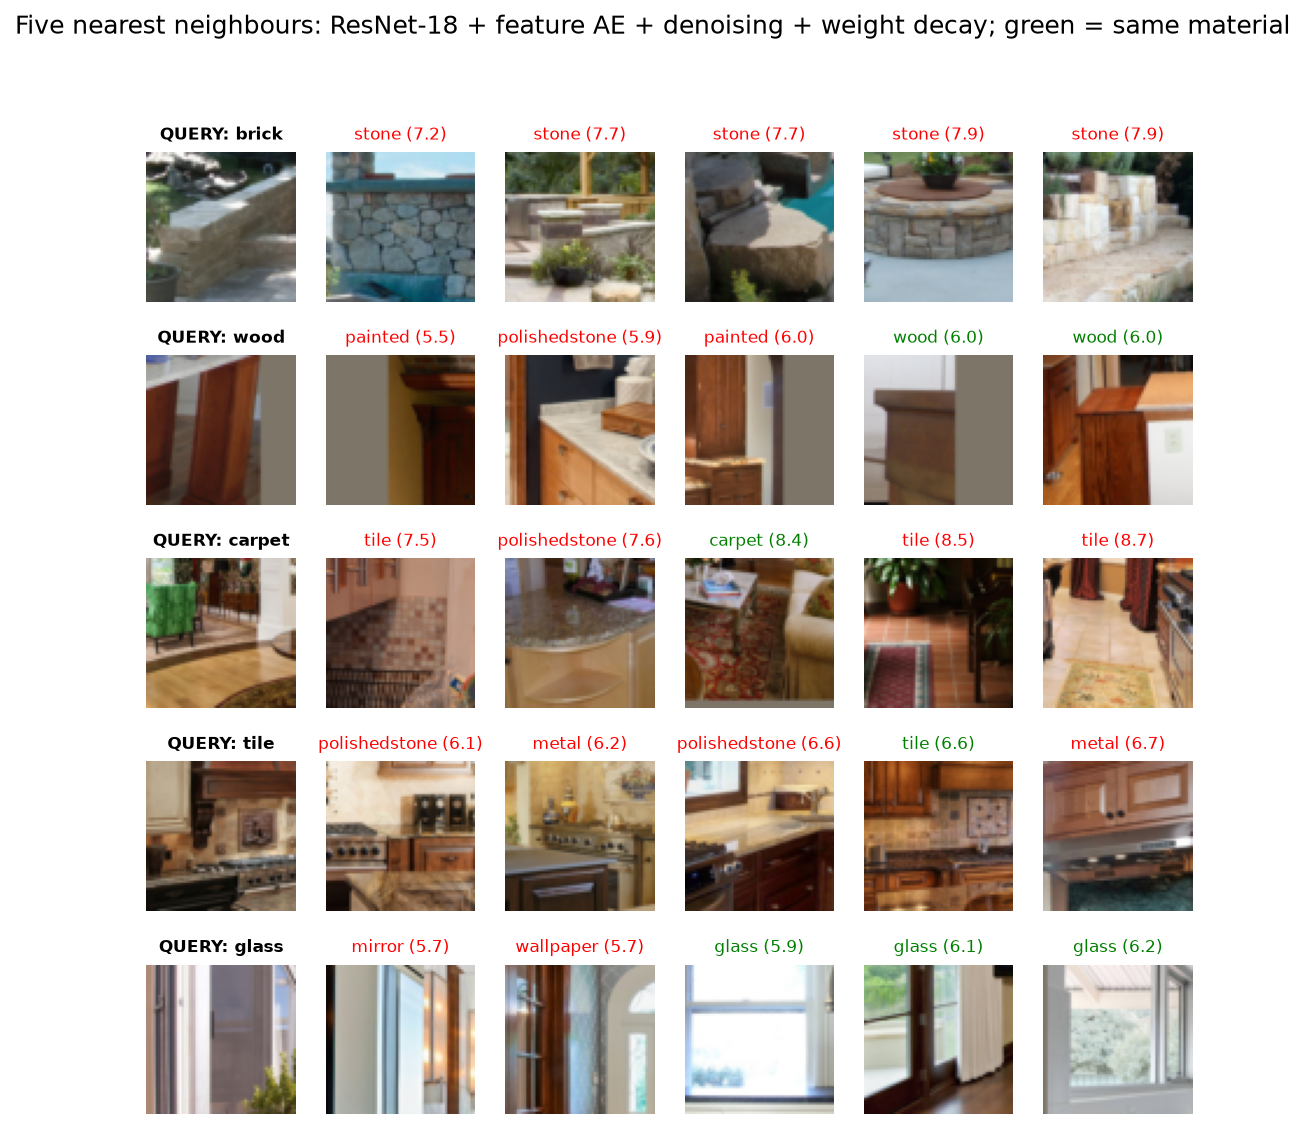 Five nearest neighbours: ResNet-18 + feature AE + denoising + weight decay; green = same material
QUERY: brick stone (7.2) stone (7.7) stone (7.7) stone (7.9) stone (7.9)
QUERY: wood painted (5.5) polishedstone (5.9) painted (6.0) wood (6.0) wood (6.0)
QUERY: carpet tile (7.5) polishedstone (7.6) carpet (8.4) tile (8.5) tile (8.7)
QUERY: tile polishedstone (6.1) metal (6.2) polishedstone (6.6) tile (6.6) metal (6.7)
QUERY: glass mirror (5.7) wallpaper (5.7) glass (5.9) glass (6.1) glass (6.2)